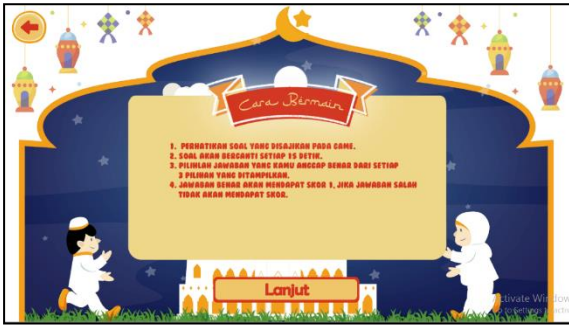 Cara Bermain
1. PERHATIKAN SOAL YANG DISAJIKAN PADA GAME.
2. SOAL AKAN BERGANTI SETIAP 15 DETIK.
3. PILIHLAH JAWABAN YANG KAMU ANGGAP BENAR DARI SETIAP
3 PILIHAN YANG DITAMPILKAN.
4. JAWABAN BENAR AKAN MENDAPAT SKOR 1, JIKA JAWABAN SALAH
TIDAK AKAN MENDAPAT SKOR.
Lanjut